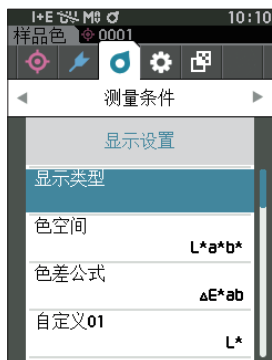 I+E M0 10:10
样品色 0001
测量条件
显示设置
显示类型
色空间
L*a*b*
色差公式
ΔE*ab
自定义01
L*